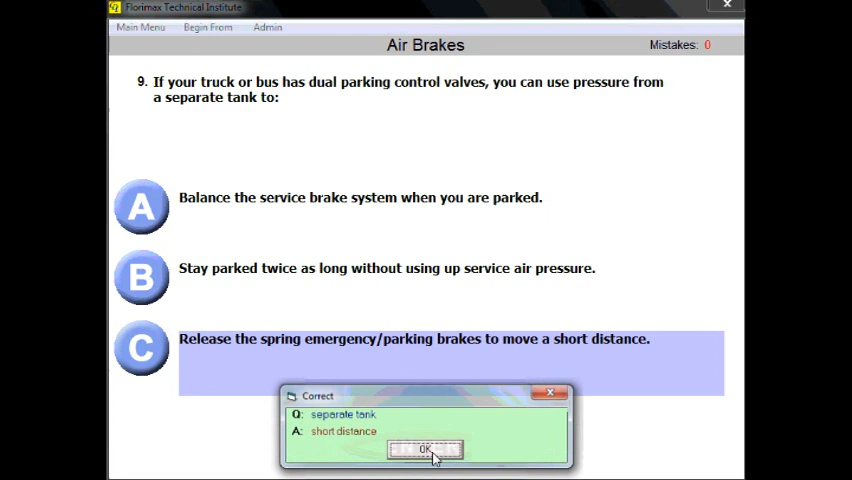 Florimax Technical Institute
Main Menu Begin From Admin
Air Brakes
Mistakes: 0
9. If your truck or bus has dual parking control valves, you can use pressure from
a separate tank to:
A Balance the service brake system when you are parked.
B Stay parked twice as long without using up service air pressure.
C Release the spring emergency/parking brakes to move a short distance.
Correct
Q: separate tank
A: short distance
OK